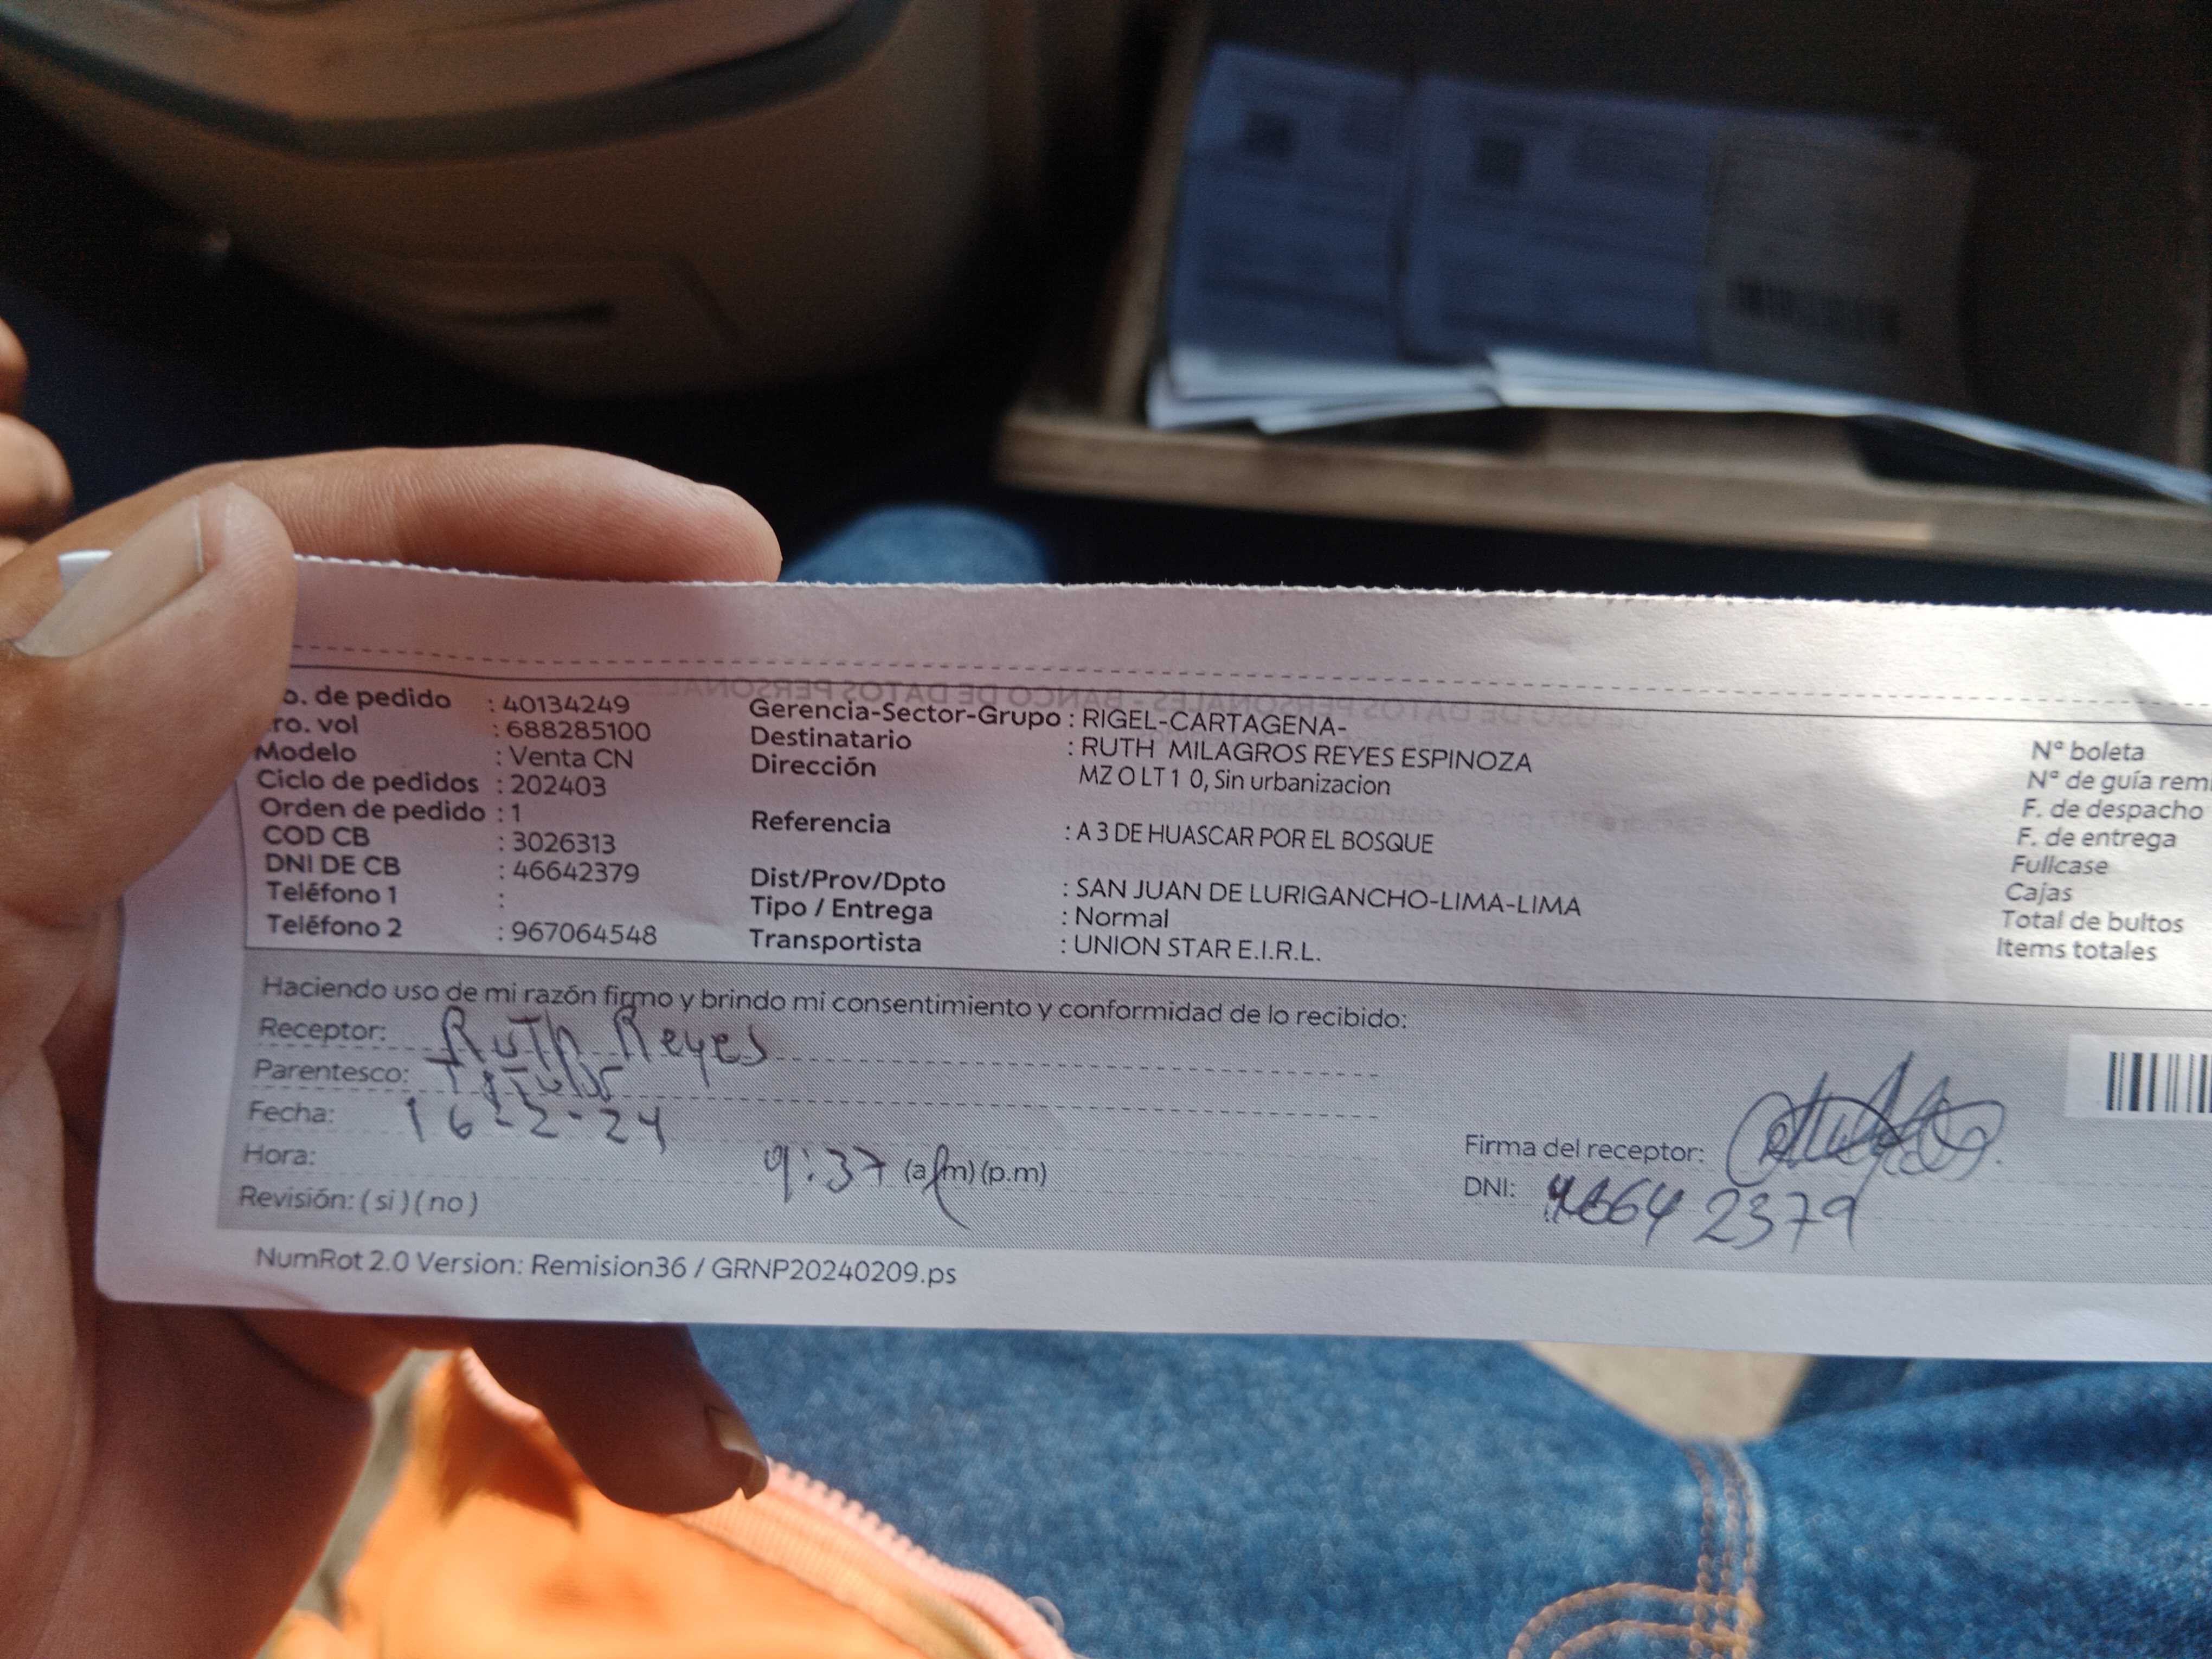 o. de pedido : 40134249
ro. vol : 688285100
Modelo : Venta CN
Ciclo de pedidos : 202403
Orden de pedido : 1
COD CB : 3026313
DNI DE CB : 46642379
Teléfono 1 :
Teléfono 2 : 967064548
Gerencia-Sector-Grupo : RIGEL-CARTAGENA-
Destinatario : RUTH MILAGROS REYES ESPINOZA
Dirección MZ O LT 1 0, Sin urbanizacion
Referencia : A 3 DE HUASCAR POR EL BOSQUE
Dist/Prov/Dpto : SAN JUAN DE LURIGANCHO-LIMA-LIMA
Tipo / Entrega : Normal
Transportista : UNION STAR E.I.R.L.
Nº boleta
Nº de guía remi
F. de despacho
F. de entrega
Fullcase
Cajas
Total de bultos
Items totales
Haciendo uso de mi razón firmo y brindo mi consentimiento y conformidad de lo recibido:
Receptor: Ruth Reyes
Parentesco: Titular
Fecha: 16-2-24
Hora: 9:37 (a.m) (p.m)
Revisión: ( si ) ( no )
Firma del receptor:
DNI: 46642379
NumRot 2.0 Version: Remision36 / GRNP20240209.ps